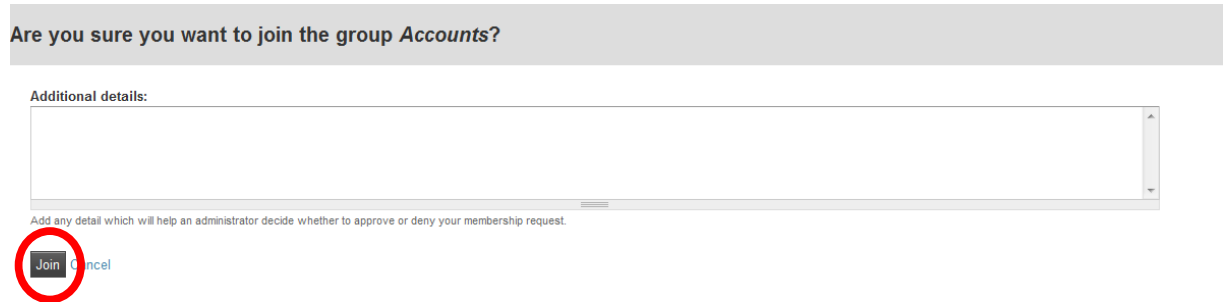 Are you sure you want to join the group Accounts?
Additional details:
Add any detail which will help an administrator decide whether to approve or deny your membership request.
Join Cancel